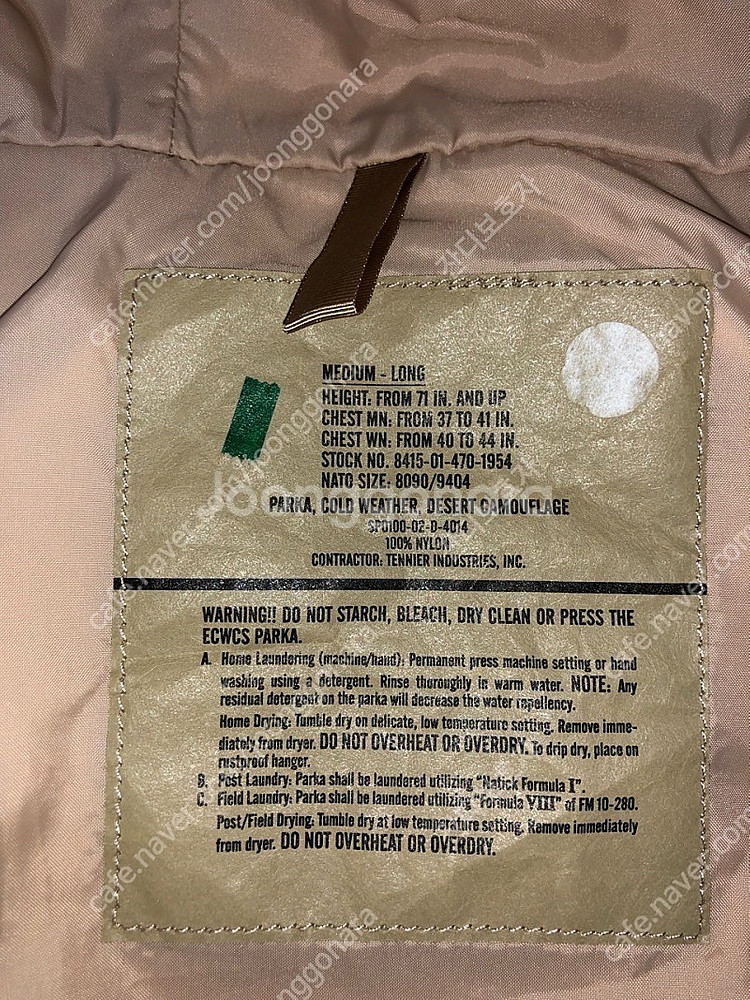 MEDIUM - LONG
HEIGHT: FROM 71 IN. AND UP
CHEST MN: FROM 37 TO 41 IN.
CHEST WN: FROM 40 TO 44 IN.
STOCK NO. 8415-01-470-1954
NATO SIZE: 8090/9404
PARKA, COLD WEATHER, DESERT CAMOUFLAGE
SP0100-02-D-4014
100% NYLON
CONTRACTOR: TENNIER INDUSTRIES, INC.
WARNING!! DO NOT STARCH, BLEACH, DRY CLEAN OR PRESS THE
ECWCS PARKA.
A. Home Laundering (machine/hand): Permanent press machine setting or hand
washing using a detergent. Rinse thoroughly in warm water. NOTE: Any
residual detergent on the parka will decrease the water repellency.
Home Drying: Tumble dry on delicate, low temperature setting. Remove imme-
diately from dryer. DO NOT OVERHEAT OR OVERDRY. To drip dry, place on
rustproof hanger.
B. Post Laundry: Parka shall be laundered utilizing "Natick Formula I".
C. Field Laundry: Parka shall be laundered utilizing "Formula VIII" of FM 10-280.
Post/Field Drying: Tumble dry at low temperature setting. Remove immediately
from dryer. DO NOT OVERHEAT OR OVERDRY.
Joonggonara
cafe.naver.com/joonggonara